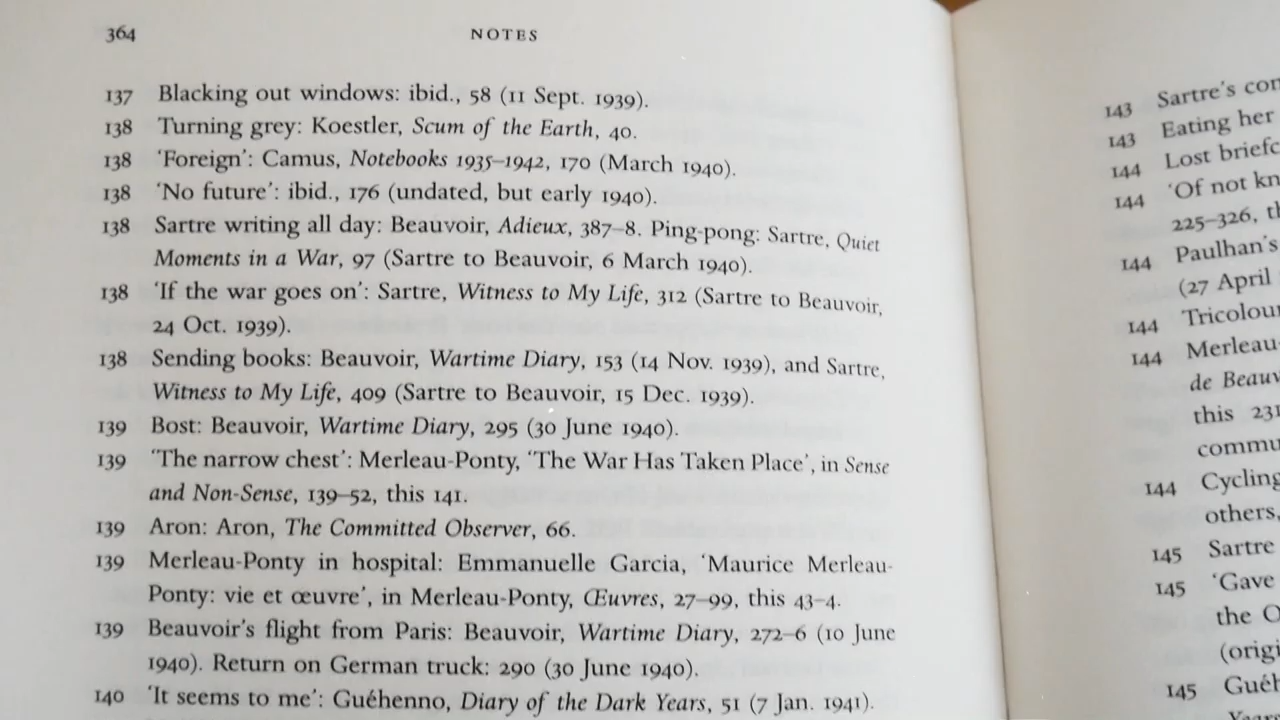 364
NOTES
137 Blacking out windows: ibid., 58 (11 Sept. 1939).
138 Turning grey: Koestler, Scum of the Earth, 40.
138 ‘Foreign’: Camus, Notebooks 1935–1942, 170 (March 1940).
138 ‘No future’: ibid., 176 (undated, but early 1940).
138 Sartre writing all day: Beauvoir, Adieux, 387–8. Ping-pong: Sartre, Quiet
Moments in a War, 97 (Sartre to Beauvoir, 6 March 1940).
138 ‘If the war goes on’: Sartre, Witness to My Life, 312 (Sartre to Beauvoir,
24 Oct. 1939).
138 Sending books: Beauvoir, Wartime Diary, 153 (14 Nov. 1939), and Sartre,
Witness to My Life, 409 (Sartre to Beauvoir, 15 Dec. 1939).
139 Bost: Beauvoir, Wartime Diary, 295 (30 June 1940).
139 ‘The narrow chest’: Merleau-Ponty, ‘The War Has Taken Place’, in Sense
and Non-Sense, 139–52, this 141.
139 Aron: Aron, The Committed Observer, 66.
139 Merleau-Ponty in hospital: Emmanuelle Garcia, ‘Maurice Merleau-
Ponty: vie et œuvre’, in Merleau-Ponty, Œuvres, 27–99, this 43–4.
139 Beauvoir’s flight from Paris: Beauvoir, Wartime Diary, 272–6 (10 June
1940). Return on German truck: 290 (30 June 1940).
140 ‘It seems to me’: Guéhenno, Diary of the Dark Years, 51 (7 Jan. 1941).
143 Sartre’s con
143 Eating her
144 Lost briefc
144 ‘Of not kn
225–326, th
144 Paulhan’s
(27 April
144 Tricolour
144 Merleau-
de Beauv
this 231
commu
144 Cycling
others,
145 Sartre
145 ‘Gave
the O
(origi
145 Guéh